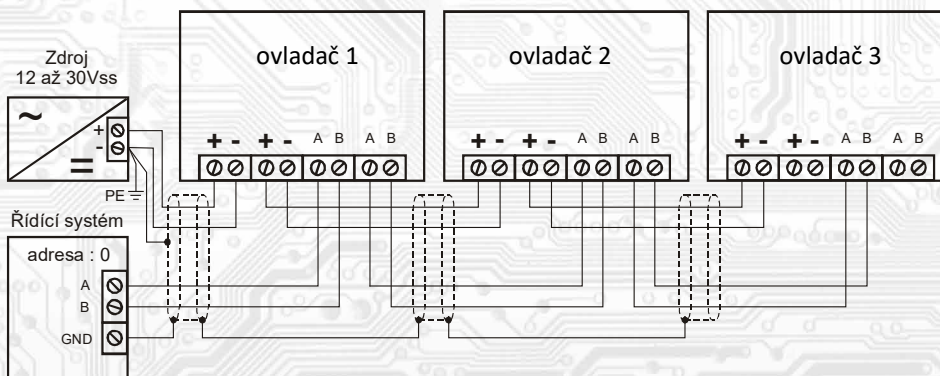 ovladač 1
ovladač 2
ovladač 3
Zdroj
12 až 30Vss
~
=
+
-
PE
+ - + - A B A B
+ - + - A B A B
+ - + - A B A B
Řídící systém
adresa : 0
A
B
GND